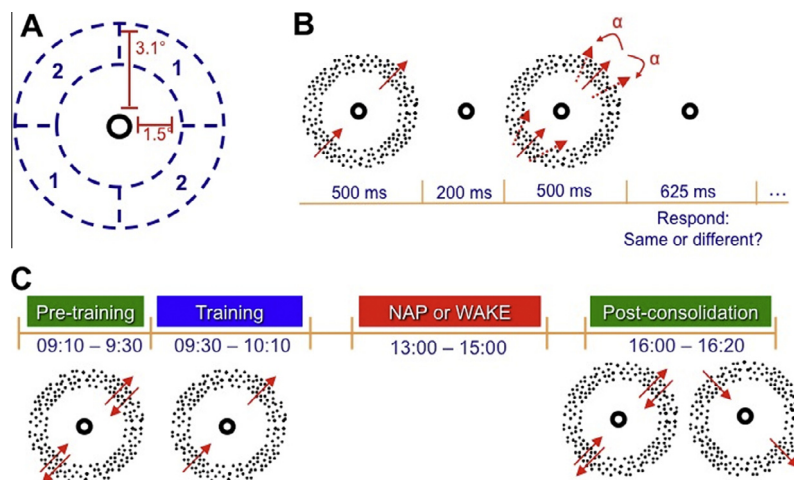 A
3.1°
2
1
1.5°
1
2
B
α
α
500 ms
200 ms
500 ms
625 ms
...
Respond:
Same or different?
C
Pre-training
Training
NAP or WAKE
Post-consolidation
09:10 – 9:30
09:30 – 10:10
13:00 – 15:00
16:00 – 16:20